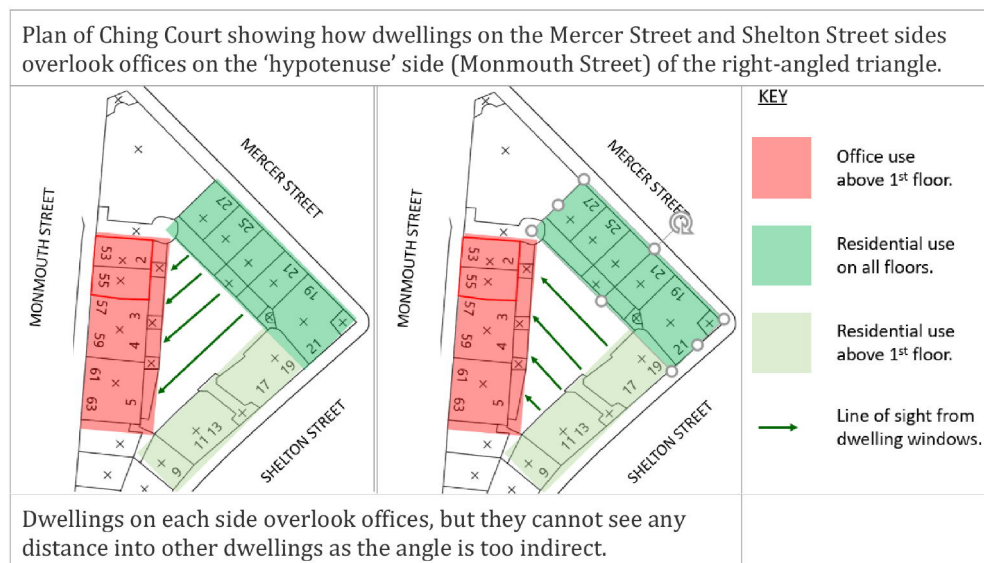 Plan of Ching Court showing how dwellings on the Mercer Street and Shelton Street sides
overlook offices on the ‘hypotenuse’ side (Monmouth Street) of the right-angled triangle.
MERCER STREET
MONMOUTH STREET
SHELTON STREET
27
25
21
19
21
53
2
55
57
3
59
4
61
5
63
19
17
11 13
9
MERCER STREET
MONMOUTH STREET
SHELTON STREET
27
25
21
19
21
53
2
55
57
3
59
4
61
5
63
19
17
11 13
9
KEY
Office use
above 1st floor.
Residential use
on all floors.
Residential use
above 1st floor.
Line of sight from
dwelling windows.
Dwellings on each side overlook offices, but they cannot see any
distance into other dwellings as the angle is too indirect.